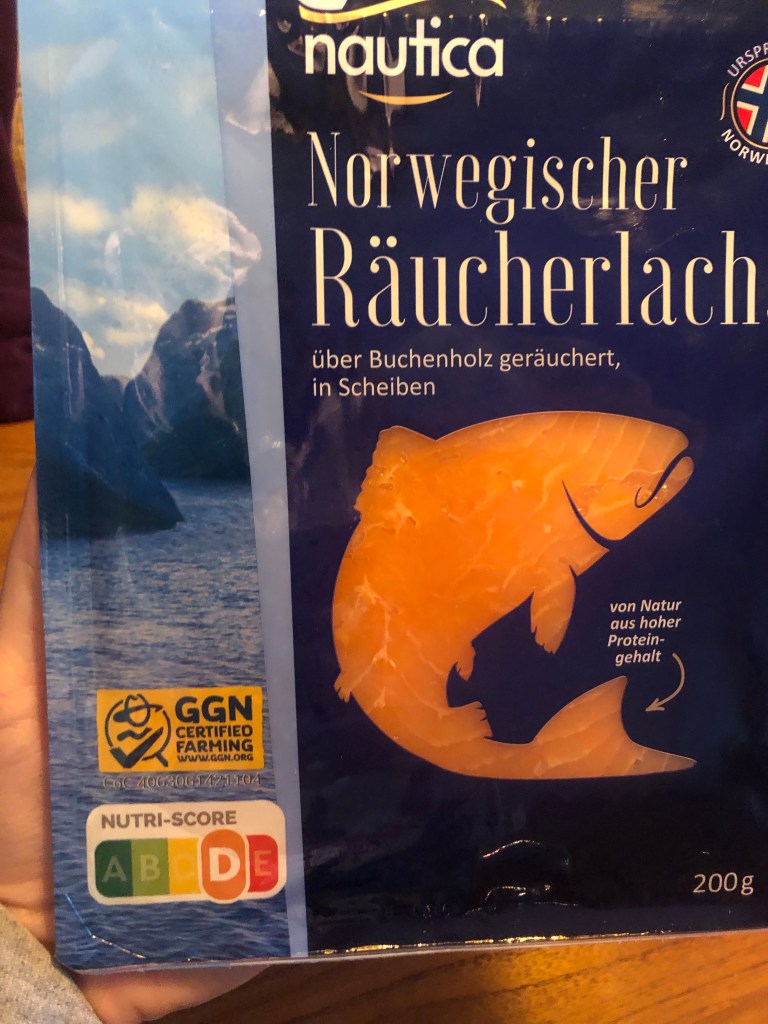 nautica
Norwegischer
Räucherlach
über Buchenholz geräuchert,
in Scheiben
von Natur
aus hoher
Protein-
gehalt
GGN
CERTIFIED
FARMING
WWW.GGN.ORG
NUTRI-SCORE
A B C D E
200g